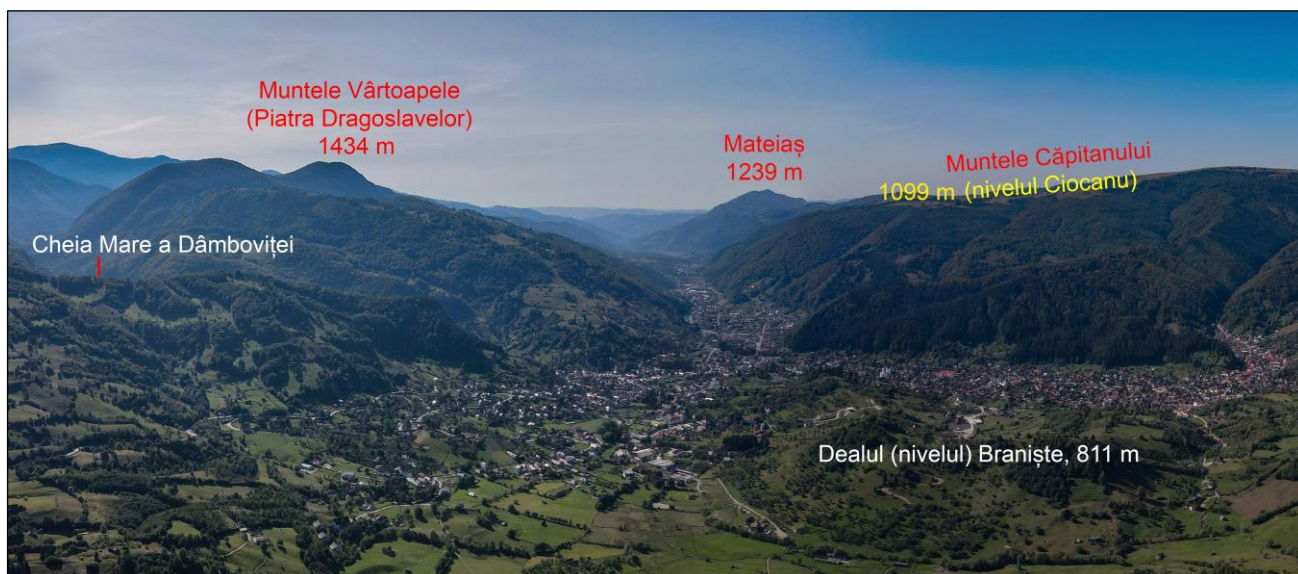 Muntele Vârtoapele
(Piatra Dragoslavelor)
1434 m
Mateiaș
1239 m
Muntele Căpitanului
1099 m (nivelul Ciocanu)
Cheia Mare a Dâmboviței
Dealul (nivelul) Braniște, 811 m